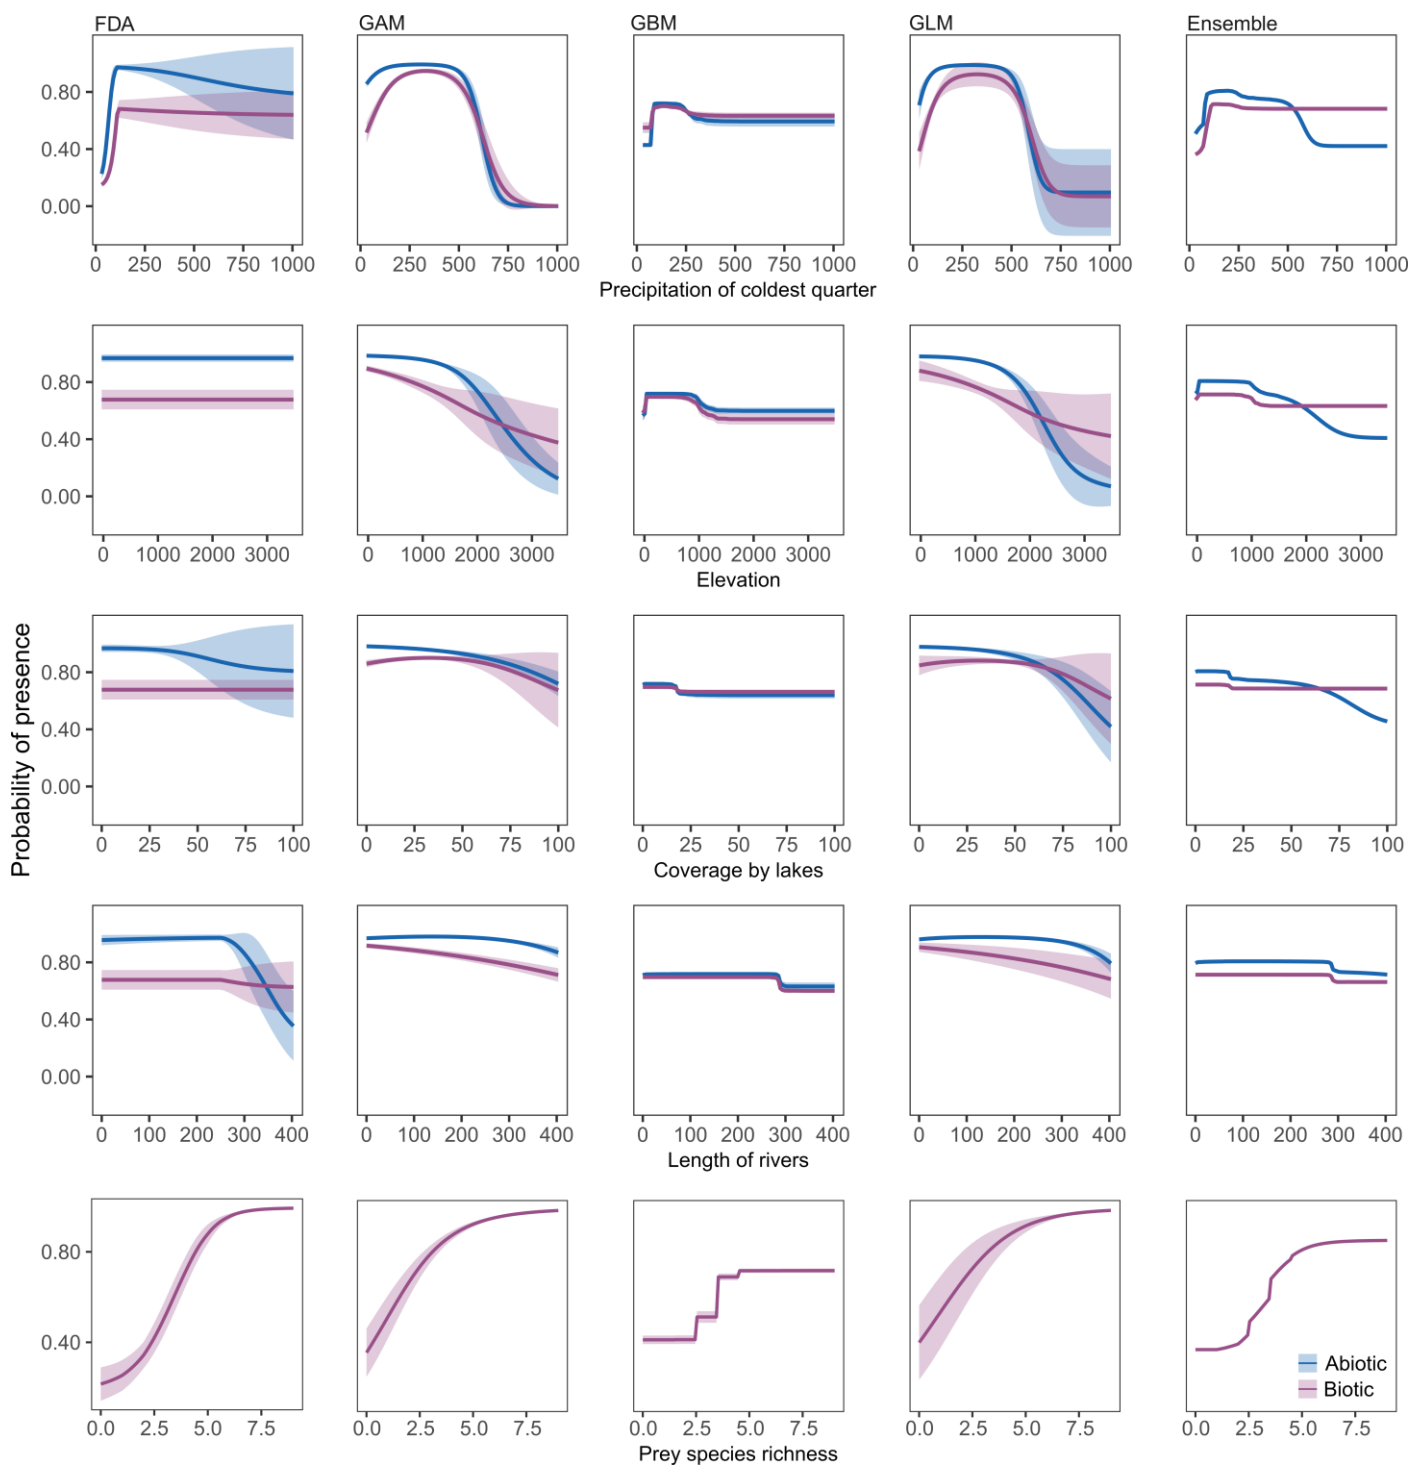 FDA GAM GBM GLM Ensemble
0.80
0.40
0.00
0 250 500 750 1000 0 250 500 750 1000 0 250 500 750 1000 0 250 500 750 1000 0 250 500 750 1000
Precipitation of coldest quarter
0.80
0.40
0.00
0 1000 2000 3000 0 1000 2000 3000 0 1000 2000 3000 0 1000 2000 3000 0 1000 2000 3000
Elevation
Probability of presence
0.80
0.40
0.00
0 25 50 75 100 0 25 50 75 100 0 25 50 75 100 0 25 50 75 100 0 25 50 75 100
Coverage by lakes
0.80
0.40
0.00
0 100 200 300 400 0 100 200 300 400 0 100 200 300 400 0 100 200 300 400 0 100 200 300 400
Length of rivers
0.80
0.40
Abiotic
Biotic
0.0 2.5 5.0 7.5 0.0 2.5 5.0 7.5 0.0 2.5 5.0 7.5 0.0 2.5 5.0 7.5 0.0 2.5 5.0 7.5
Prey species richness